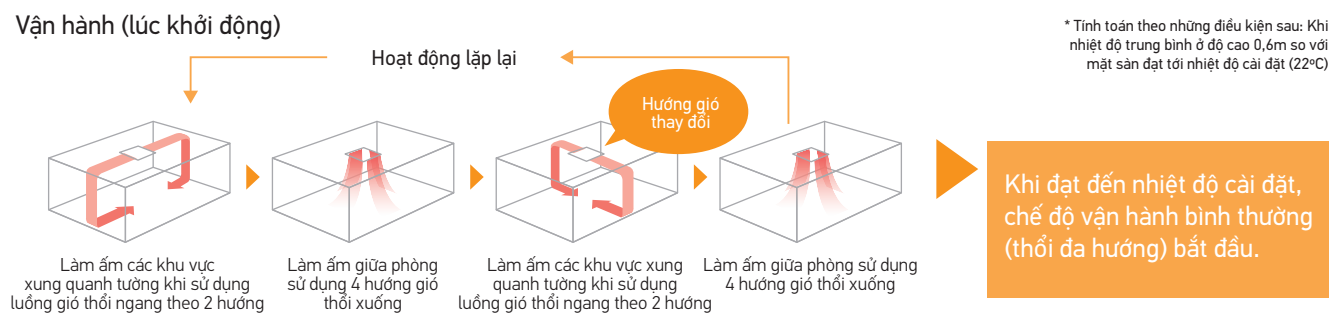 Vận hành (lúc khởi động)
* Tính toán theo những điều kiện sau: Khi
nhiệt độ trung bình ở độ cao 0,6m so với
mặt sàn đạt tới nhiệt độ cài đặt (22ºC)
Hoạt động lặp lại
Hướng gió
thay đổi
Làm ấm các khu vực
xung quanh tường khi sử dụng
luồng gió thổi ngang theo 2 hướng
Làm ấm giữa phòng
sử dụng 4 hướng gió
thổi xuống
Làm ấm các khu vực xung
quanh tường khi sử dụng
luồng gió thổi ngang theo 2 hướng
Làm ấm giữa phòng sử dụng
4 hướng gió thổi xuống
Khi đạt đến nhiệt độ cài đặt,
chế độ vận hành bình thường
(thổi đa hướng) bắt đầu.